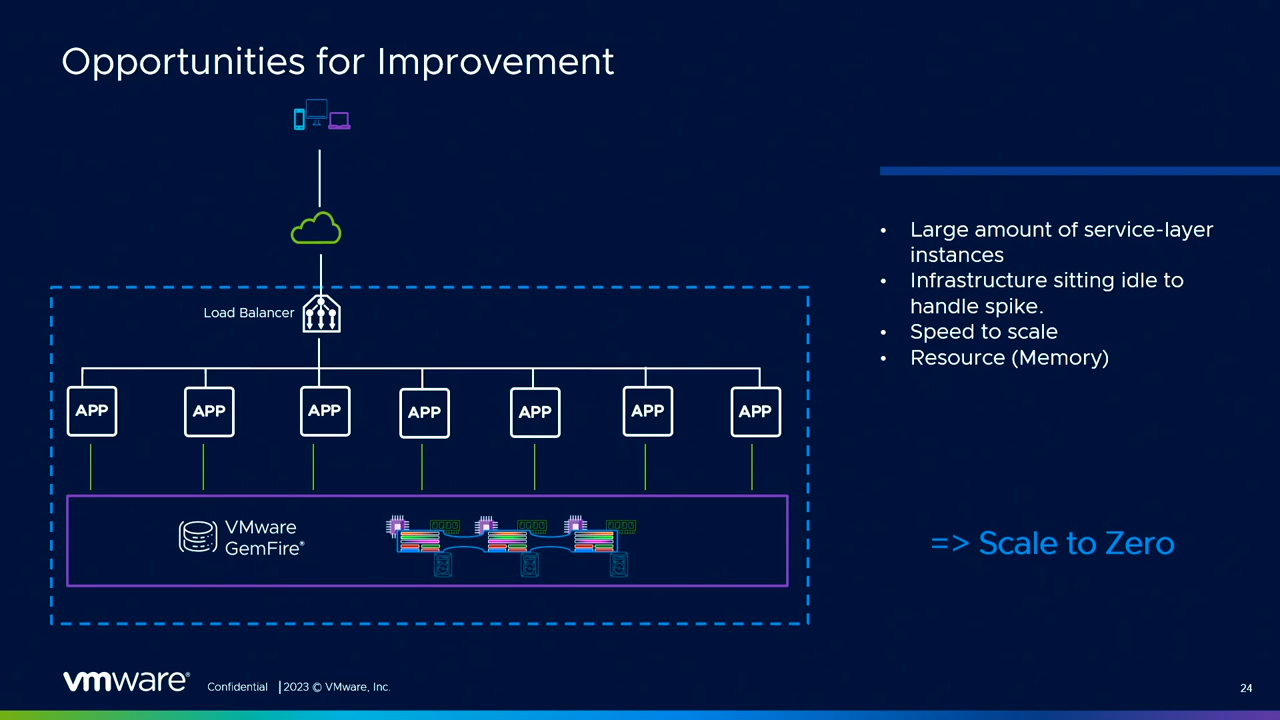 Opportunities for Improvement
Load Balancer
APP APP APP APP APP APP APP
VMware
GemFire®
• Large amount of service-layer
instances
• Infrastructure sitting idle to
handle spike.
• Speed to scale
• Resource (Memory)
=> Scale to Zero
vmware®
Confidential | 2023 © VMware, Inc.
24